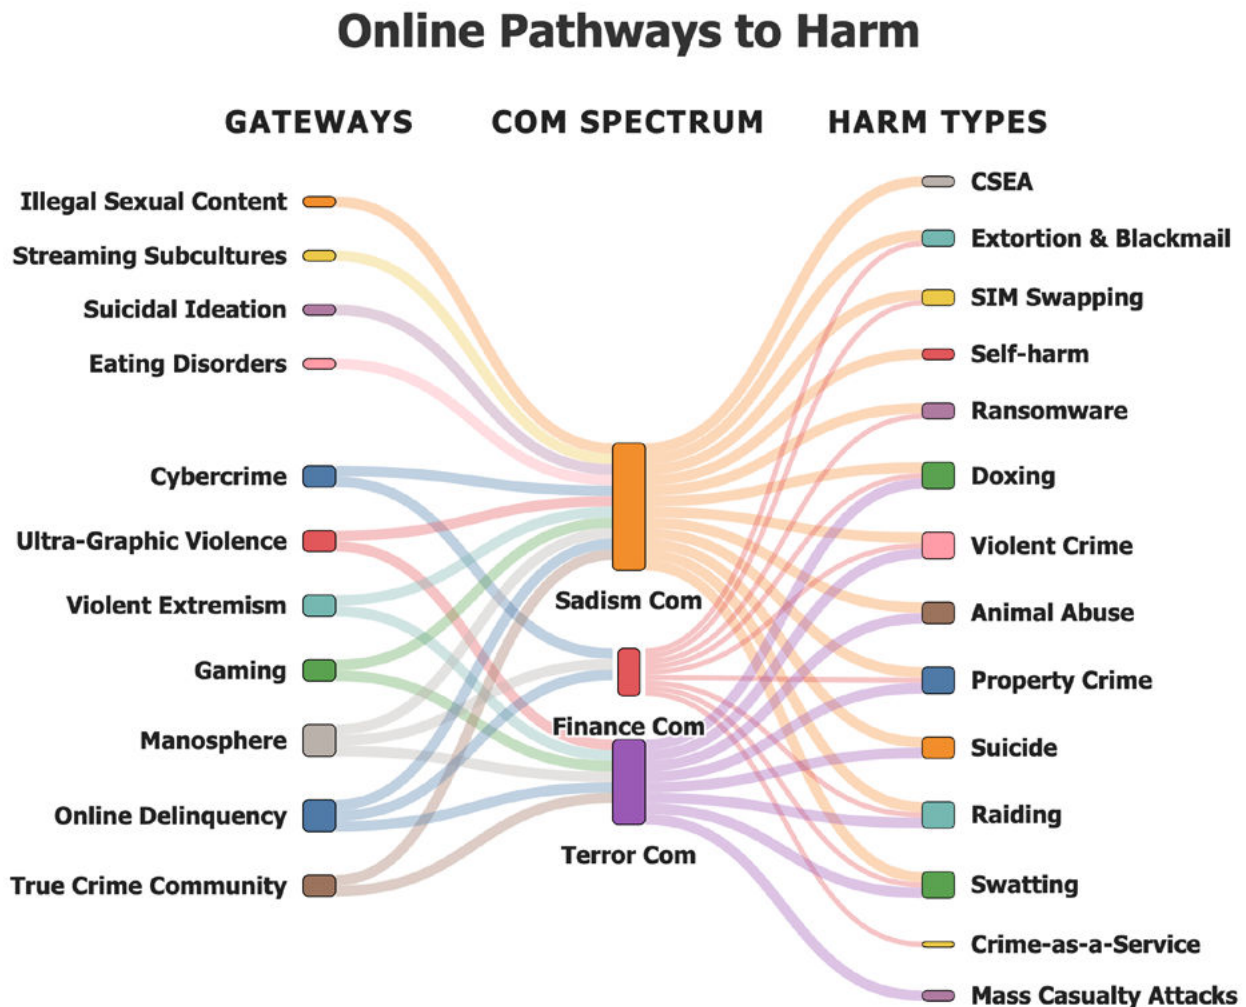 Online Pathways to Harm
GATEWAYS
COM SPECTRUM
HARM TYPES
Illegal Sexual Content
Streaming Subcultures
Suicidal Ideation
Eating Disorders
Cybercrime
Ultra-Graphic Violence
Violent Extremism
Gaming
Manosphere
Online Delinquency
True Crime Community
Sadism Com
Finance Com
Terror Com
CSEA
Extortion & Blackmail
SIM Swapping
Self-harm
Ransomware
Doxing
Violent Crime
Animal Abuse
Property Crime
Suicide
Raiding
Swatting
Crime-as-a-Service
Mass Casualty Attacks